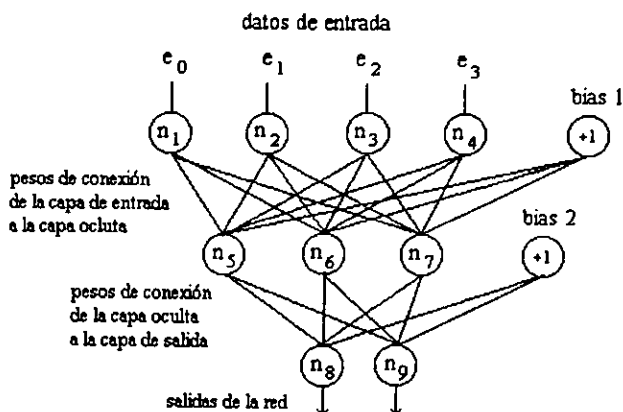 datos de entrada
e0 e1 e2 e3
bias 1
n1 n2 n3 n4 +1
pesos de conexión
de la capa de entrada
a la capa ocluta
bias 2
n5 n6 n7 +1
pesos de conexión
de la capa oculta
a la capa de salida
n8 n9
salidas de la red